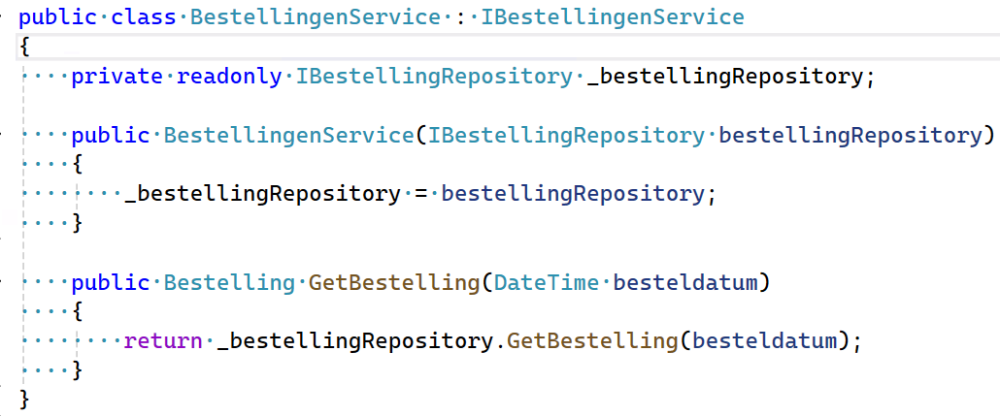 public class BestellingenService : IBestellingenService
{
    private readonly IBestellingRepository _bestellingRepository;

    public BestellingenService(IBestellingRepository bestellingRepository)
    {
        _bestellingRepository = bestellingRepository;
    }

    public Bestelling GetBestelling(DateTime besteldatum)
    {
        return _bestellingRepository.GetBestelling(besteldatum);
    }
}